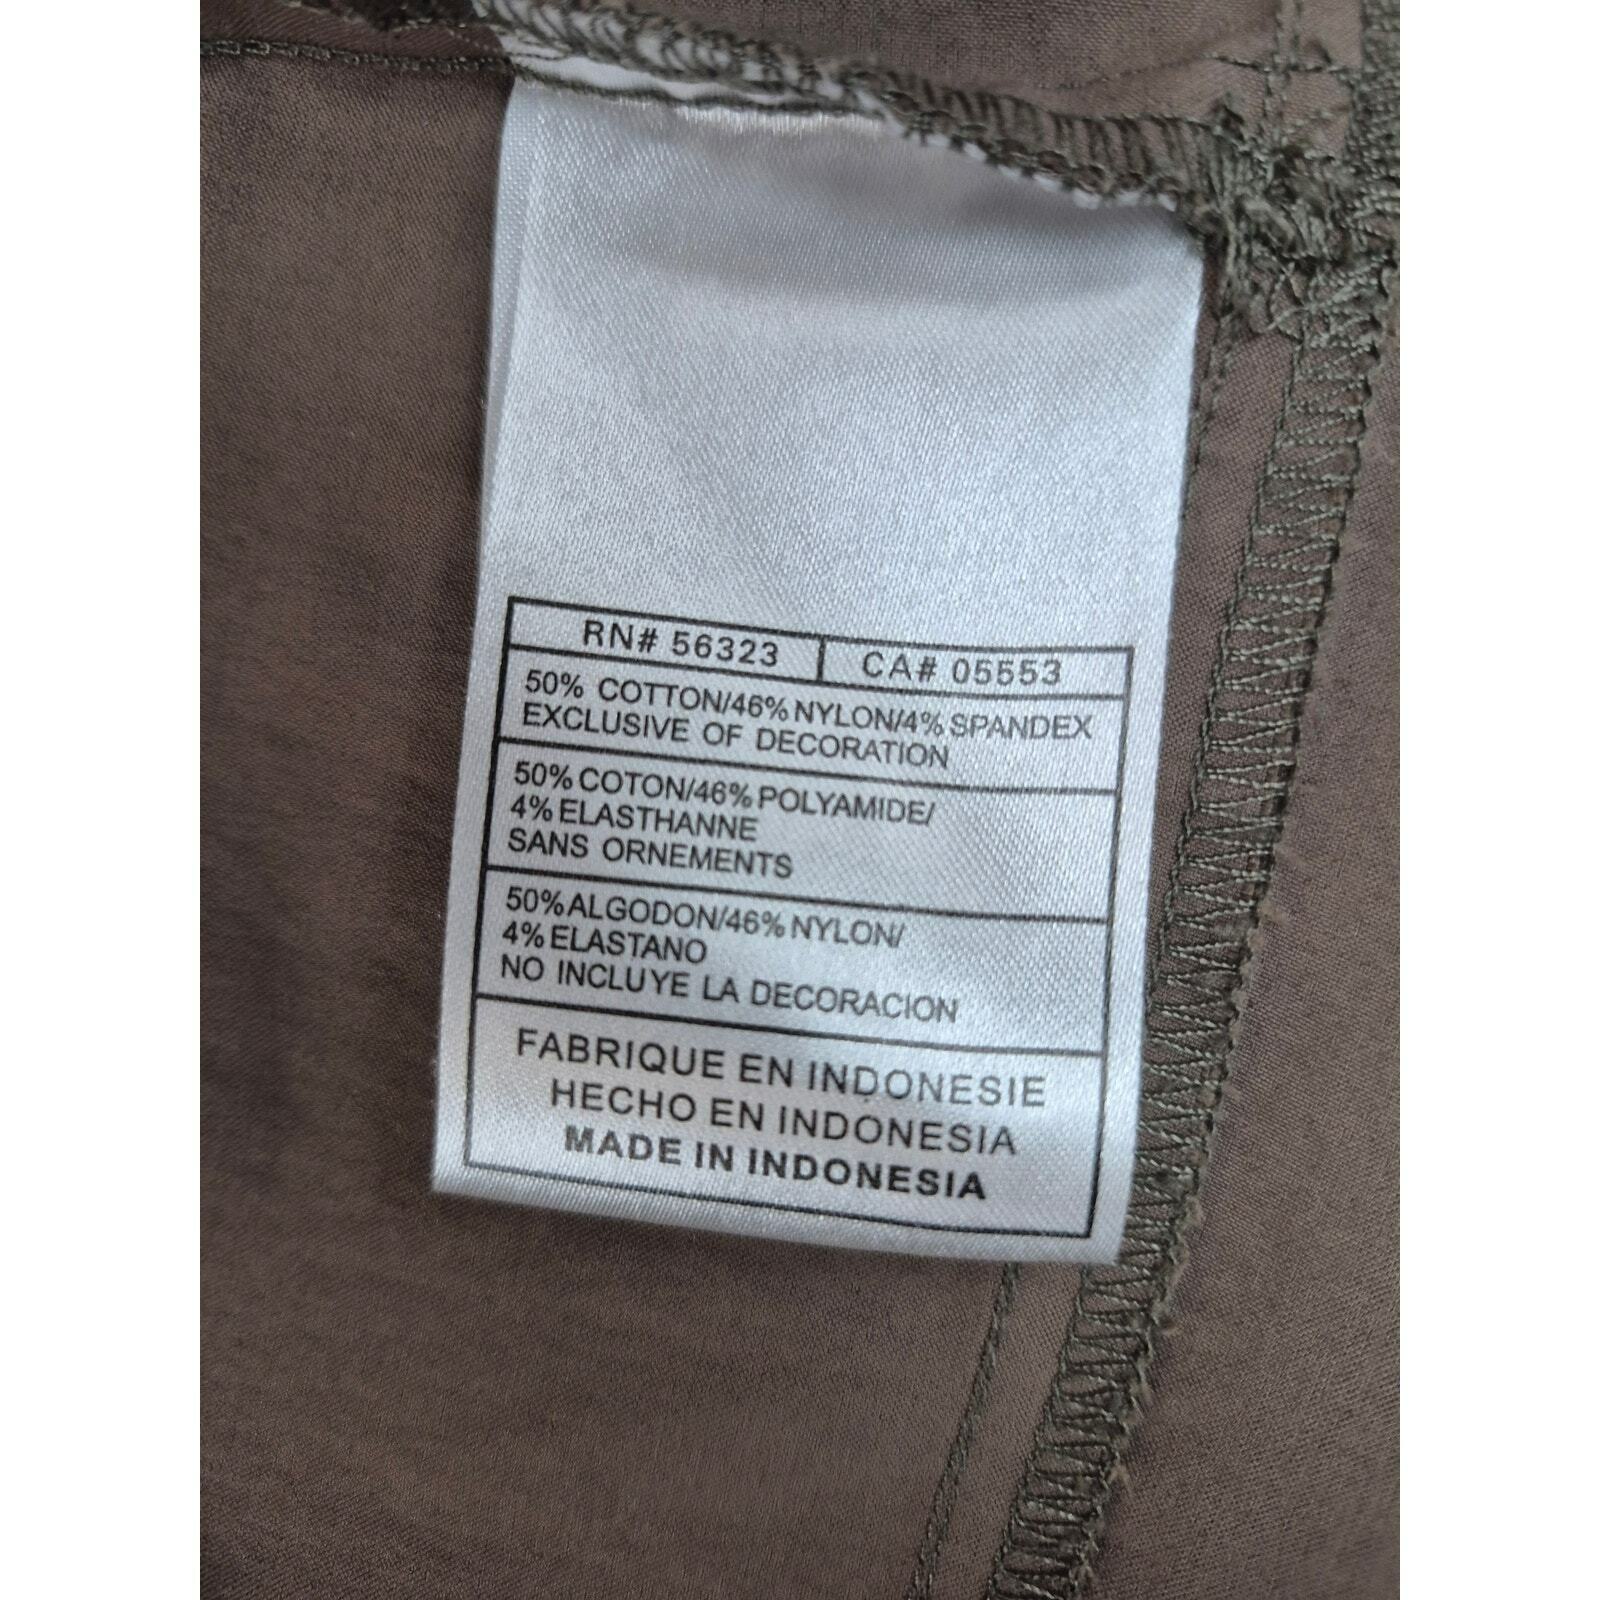 RN# 56323 CA# 05553
50% COTTON/46% NYLON/4% SPANDEX
EXCLUSIVE OF DECORATION
50% COTON/46% POLYAMIDE/
4% ELASTHANNE
SANS ORNEMENTS
50% ALGODON/46% NYLON/
4% ELASTANO
NO INCLUYE LA DECORACION
FABRIQUE EN INDONESIE
HECHO EN INDONESIA
MADE IN INDONESIA